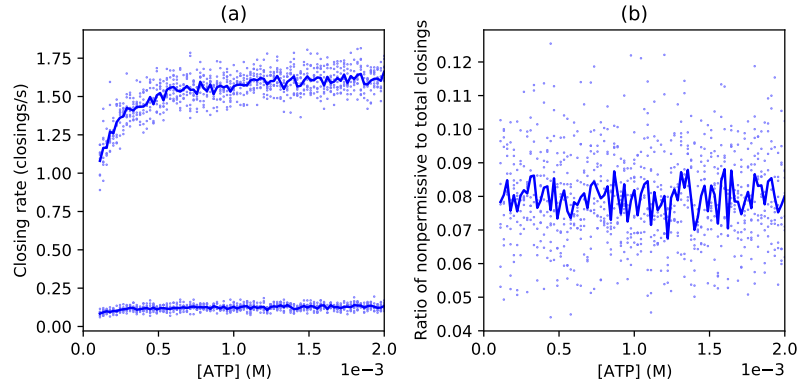 (a)
Closing rate (closings/s)
1.75
1.50
1.25
1.00
0.75
0.50
0.25
0.00
0.0 0.5 1.0 1.5 2.0
[ATP] (M)
1e−3
(b)
Ratio of nonpermissive to total closings
0.12
0.11
0.10
0.09
0.08
0.07
0.06
0.05
0.04
0.0 0.5 1.0 1.5 2.0
[ATP] (M)
1e−3